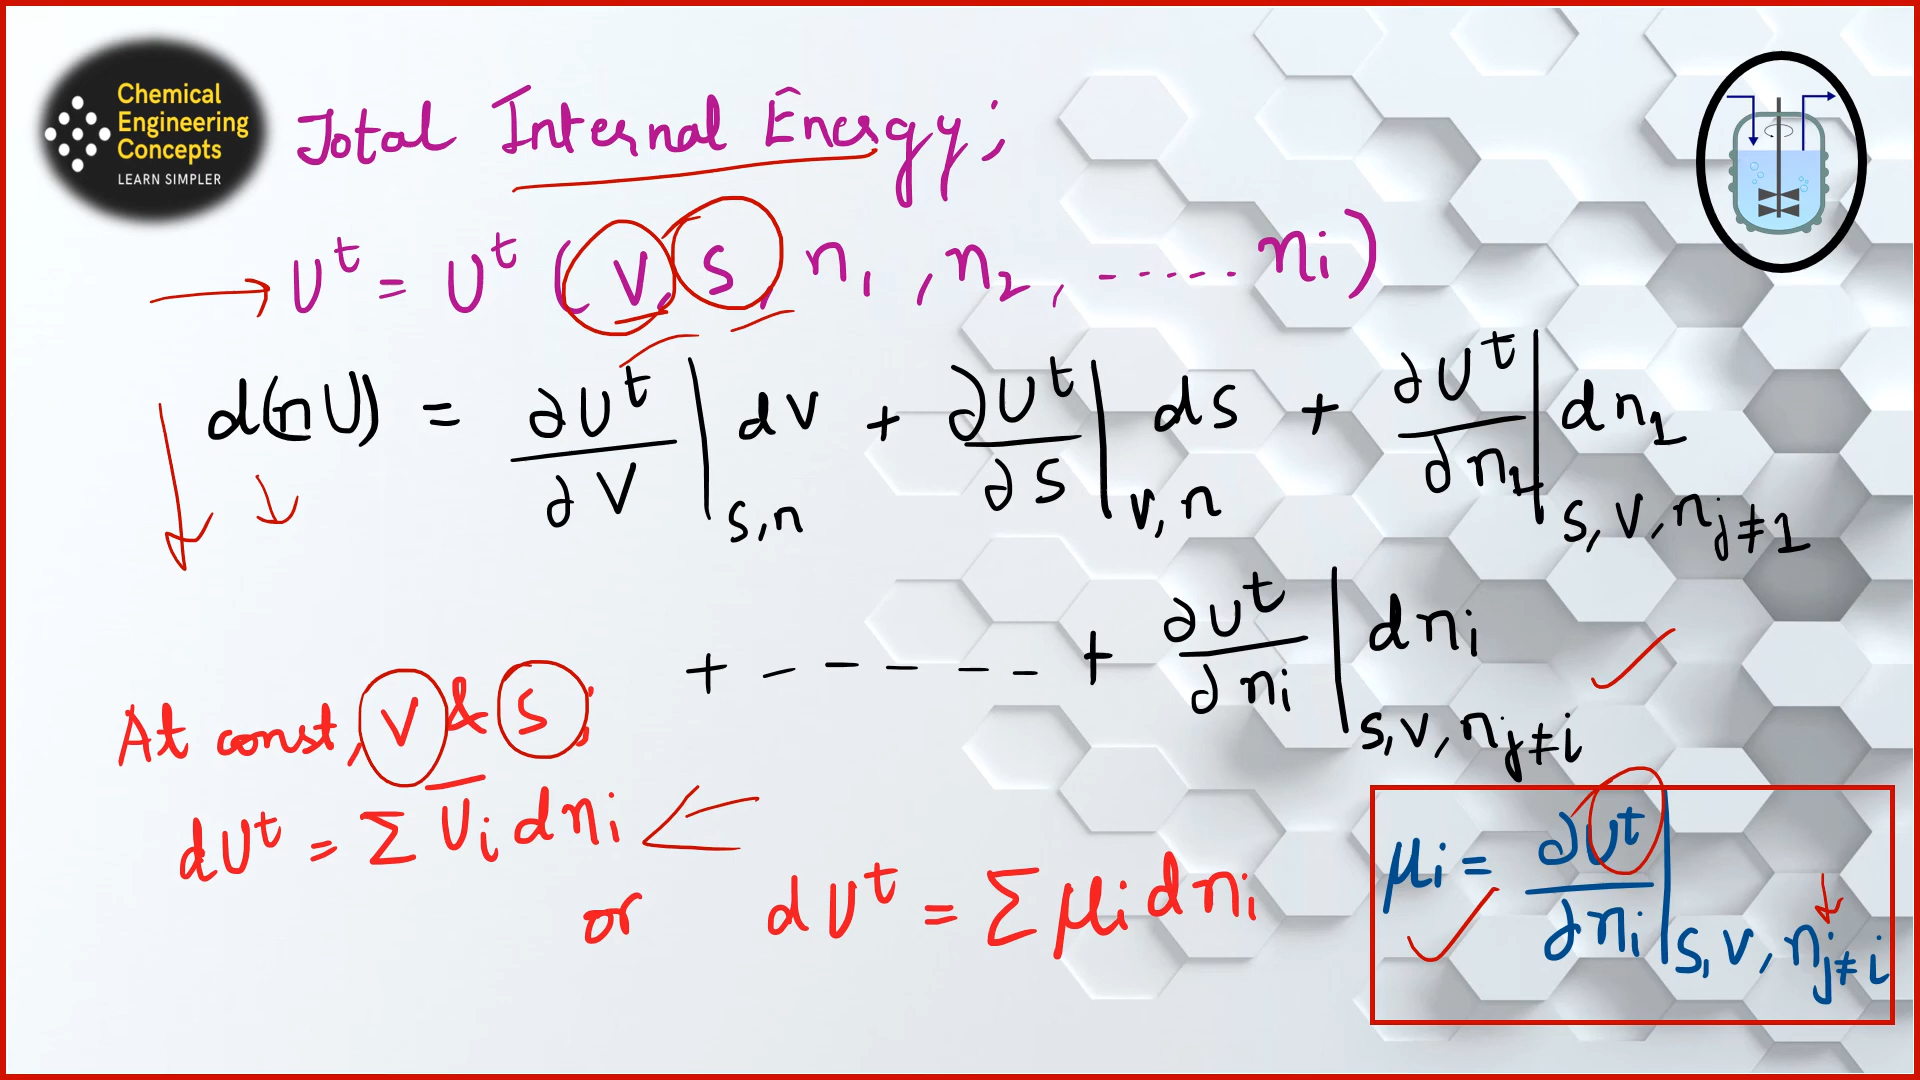 Chemical
Engineering
Concepts
LEARN SIMPLER
Total Internal Energy;
→ Uᵗ = Uᵗ (V, S, n₁, n₂, ...... nᵢ)
d(nU) = ∂Uᵗ/∂V |S,n dV + ∂Uᵗ/∂S |V,n dS + ∂Uᵗ/∂n₁ |S,V,nj≠1 dn₁
+ ----- + ∂Uᵗ/∂nᵢ |S,V,nj≠i dnᵢ
At const, V & S;
dUᵗ = Σ U̅ᵢ dnᵢ
or dUᵗ = Σ μᵢ dnᵢ
μᵢ = ∂Uᵗ/∂nᵢ |S,V,nj≠i